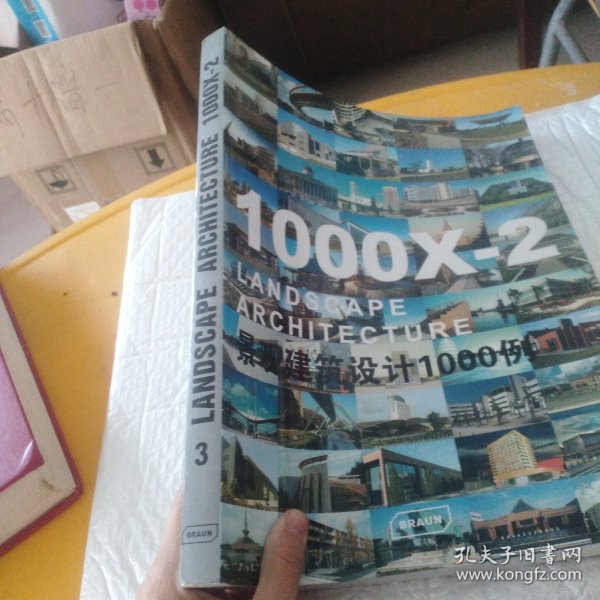 LANDSCAPE ARCHITECTURE 1000X-2
3
BRAUN
1000X-2
LANDSCAPE
ARCHITECTURE
景观建筑设计1000例
BRAUN
孔夫子旧书网
www.kongfz.com